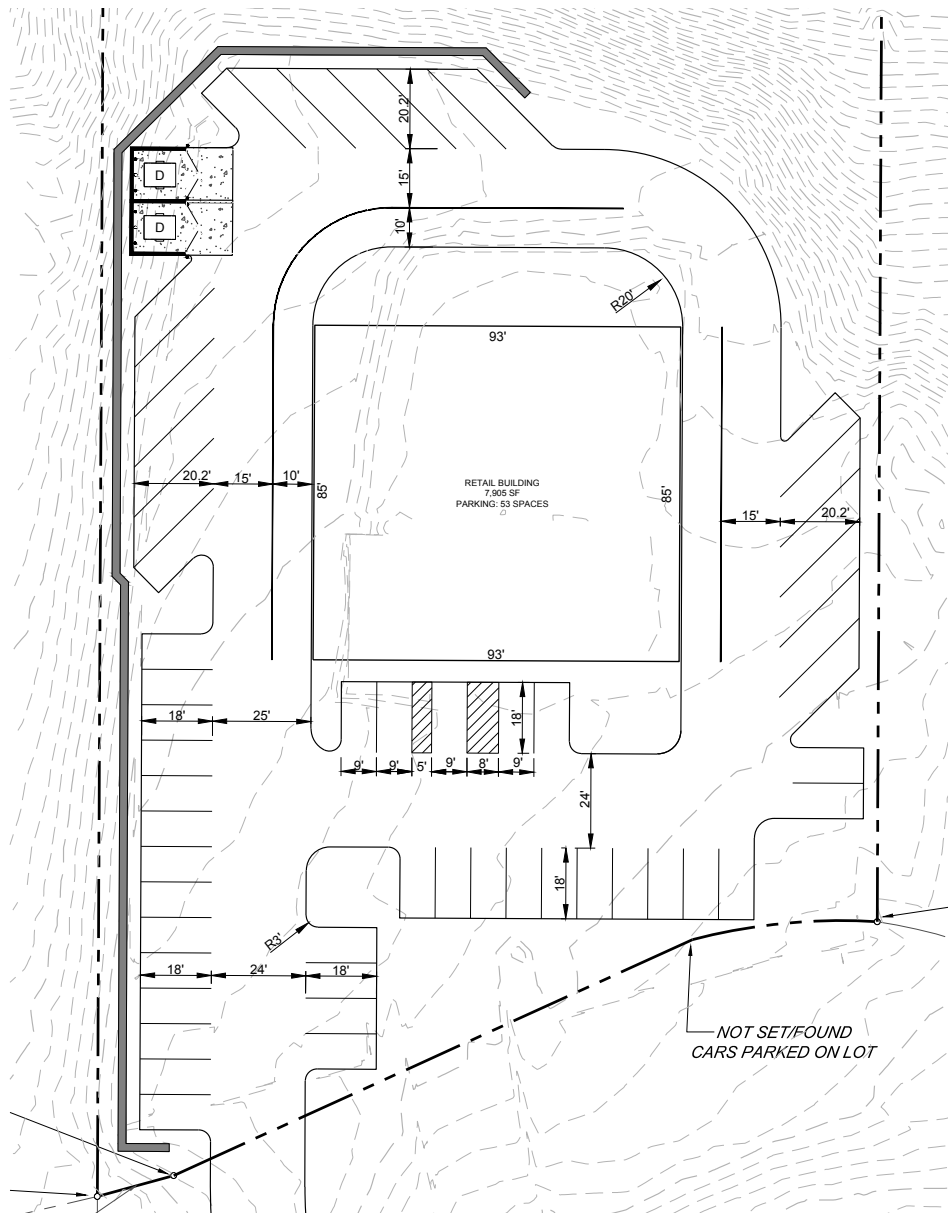 20.2'
15'
10'
D
D
R20'
93'
20.2'
15'
10'
85'
RETAIL BUILDING
7,905 SF
PARKING: 53 SPACES
85'
15'
20.2'
93'
18'
25'
18'
9'
9'
5'
9'
8'
9'
24'
18'
R3'
18'
24'
18'
NOT SET/FOUND
CARS PARKED ON LOT